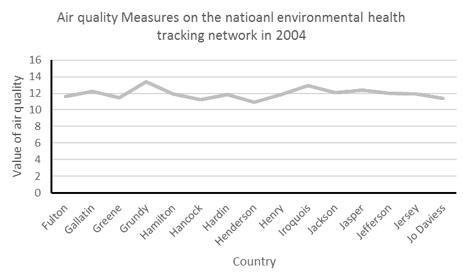 Air quality Measures on the natioanl environmental health
tracking network in 2004
Value of air quality
16
14
12
10
8
6
4
2
0
Fulton
Gallatin
Greene
Grundy
Hamilton
Hancock
Hardin
Henderson
Henry
Iroquois
Jackson
Jasper
Jefferson
Jersey
Jo Daviess
Country